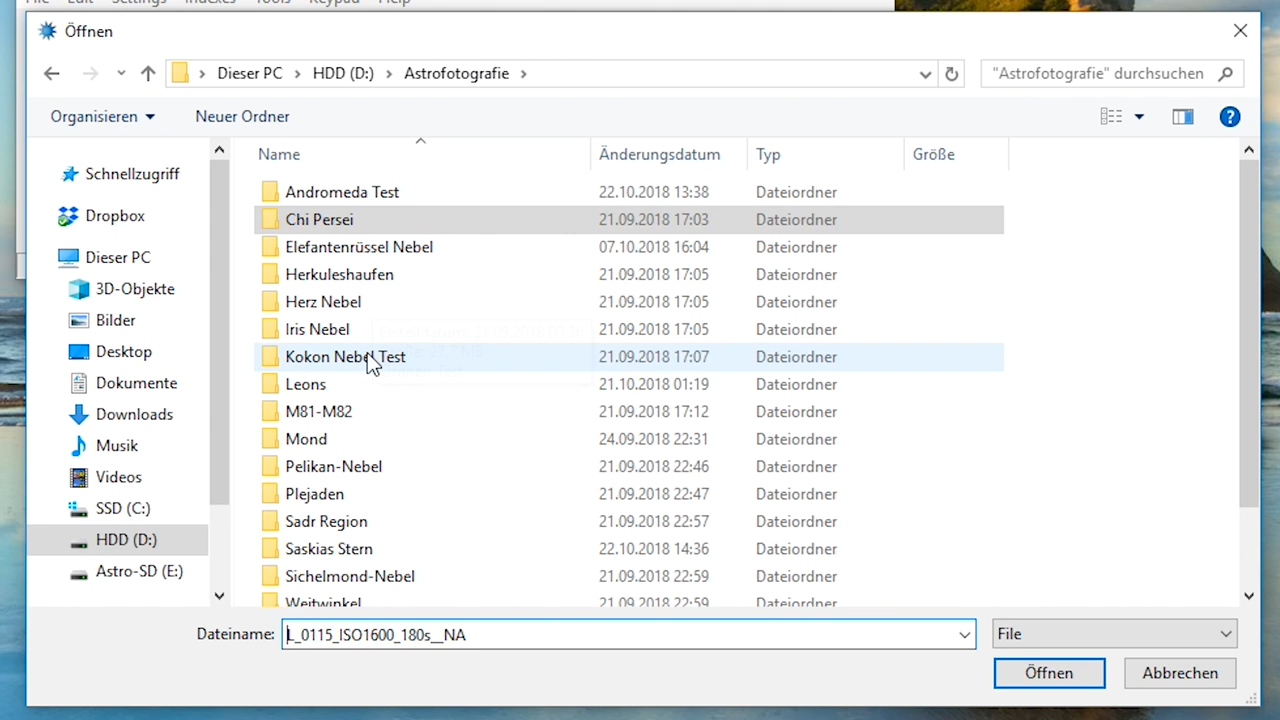 File Edit Settings Indexes Tools Keypad Help
Öffnen
Dieser PC HDD (D:) Astrofotografie
"Astrofotografie" durchsuchen
Organisieren Neuer Ordner
Name Änderungsdatum Typ Größe
Schnellzugriff
Dropbox
Dieser PC
3D-Objekte
Bilder
Desktop
Dokumente
Downloads
Musik
Videos
SSD (C:)
HDD (D:)
Astro-SD (E:)
Andromeda Test 22.10.2018 13:38 Dateiordner
Chi Persei 21.09.2018 17:03 Dateiordner
Elefantenrüssel Nebel 07.10.2018 16:04 Dateiordner
Herkuleshaufen 21.09.2018 17:05 Dateiordner
Herz Nebel 21.09.2018 17:05 Dateiordner
Iris Nebel 21.09.2018 17:05 Dateiordner
Kokon Nebel Test 21.09.2018 17:07 Dateiordner
Leons 21.10.2018 01:19 Dateiordner
M81-M82 21.09.2018 17:12 Dateiordner
Mond 24.09.2018 22:31 Dateiordner
Pelikan-Nebel 21.09.2018 22:46 Dateiordner
Plejaden 21.09.2018 22:47 Dateiordner
Sadr Region 21.09.2018 22:57 Dateiordner
Saskias Stern 22.10.2018 14:36 Dateiordner
Sichelmond-Nebel 21.09.2018 22:59 Dateiordner
Weitwinkel 21.09.2018 22:59 Dateiordner
Dateiname: L_0115_ISO1600_180s__NA File
Öffnen Abbrechen